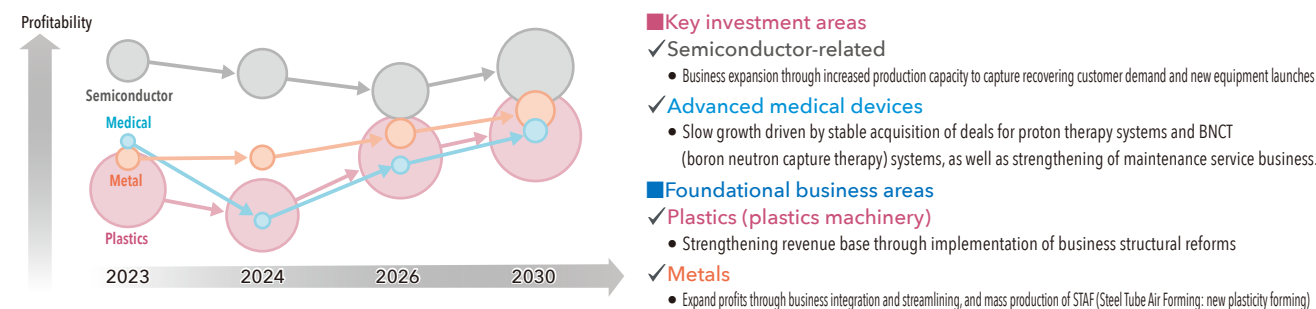 Profitability
Semiconductor
Medical
Metal
Plastics
2023
2024
2026
2030
■Key investment areas
✓Semiconductor-related
● Business expansion through increased production capacity to capture recovering customer demand and new equipment launches
✓Advanced medical devices
● Slow growth driven by stable acquisition of deals for proton therapy systems and BNCT
(boron neutron capture therapy) systems, as well as strengthening of maintenance service business.
■Foundational business areas
✓Plastics (plastics machinery)
● Strengthening revenue base through implementation of business structural reforms
✓Metals
● Expand profits through business integration and streamlining, and mass production of STAF (Steel Tube Air Forming: new plasticity forming)